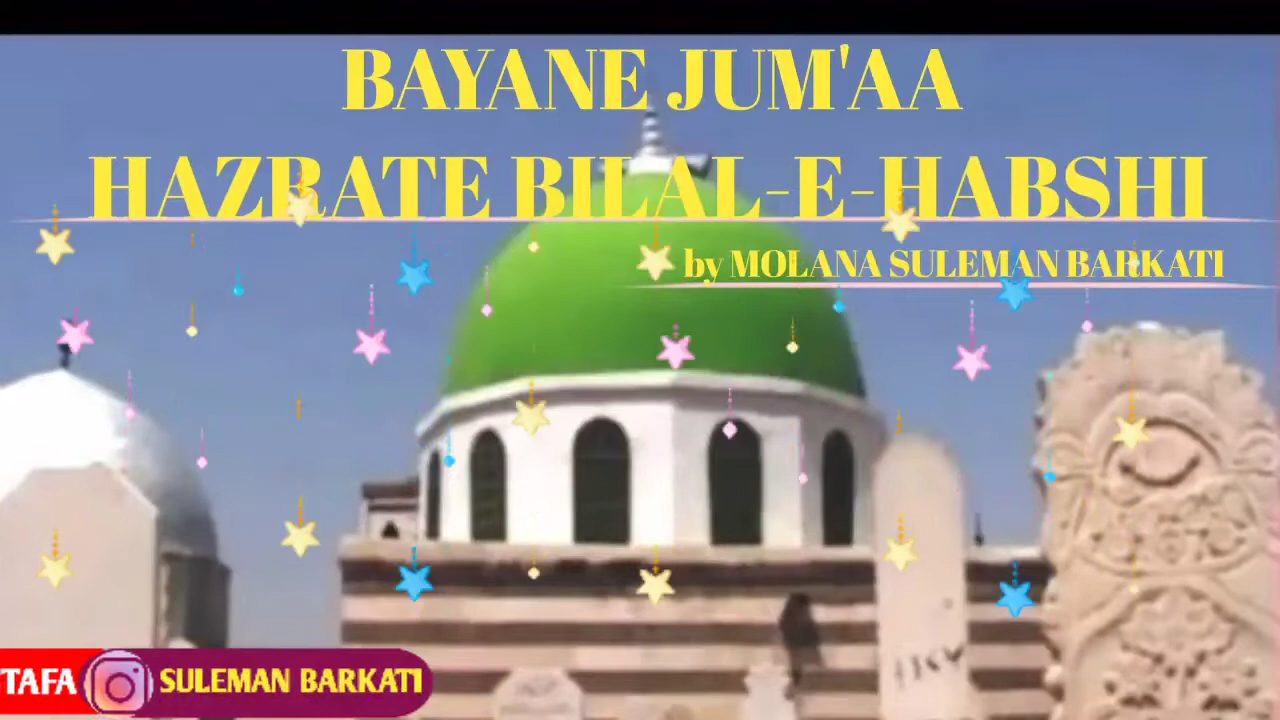 BAYANE JUM'AA
HAZRATE BILAL-E-HABSHI
by MOLANA SULEMAN BARKATI
TAFA
SULEMAN BARKATI